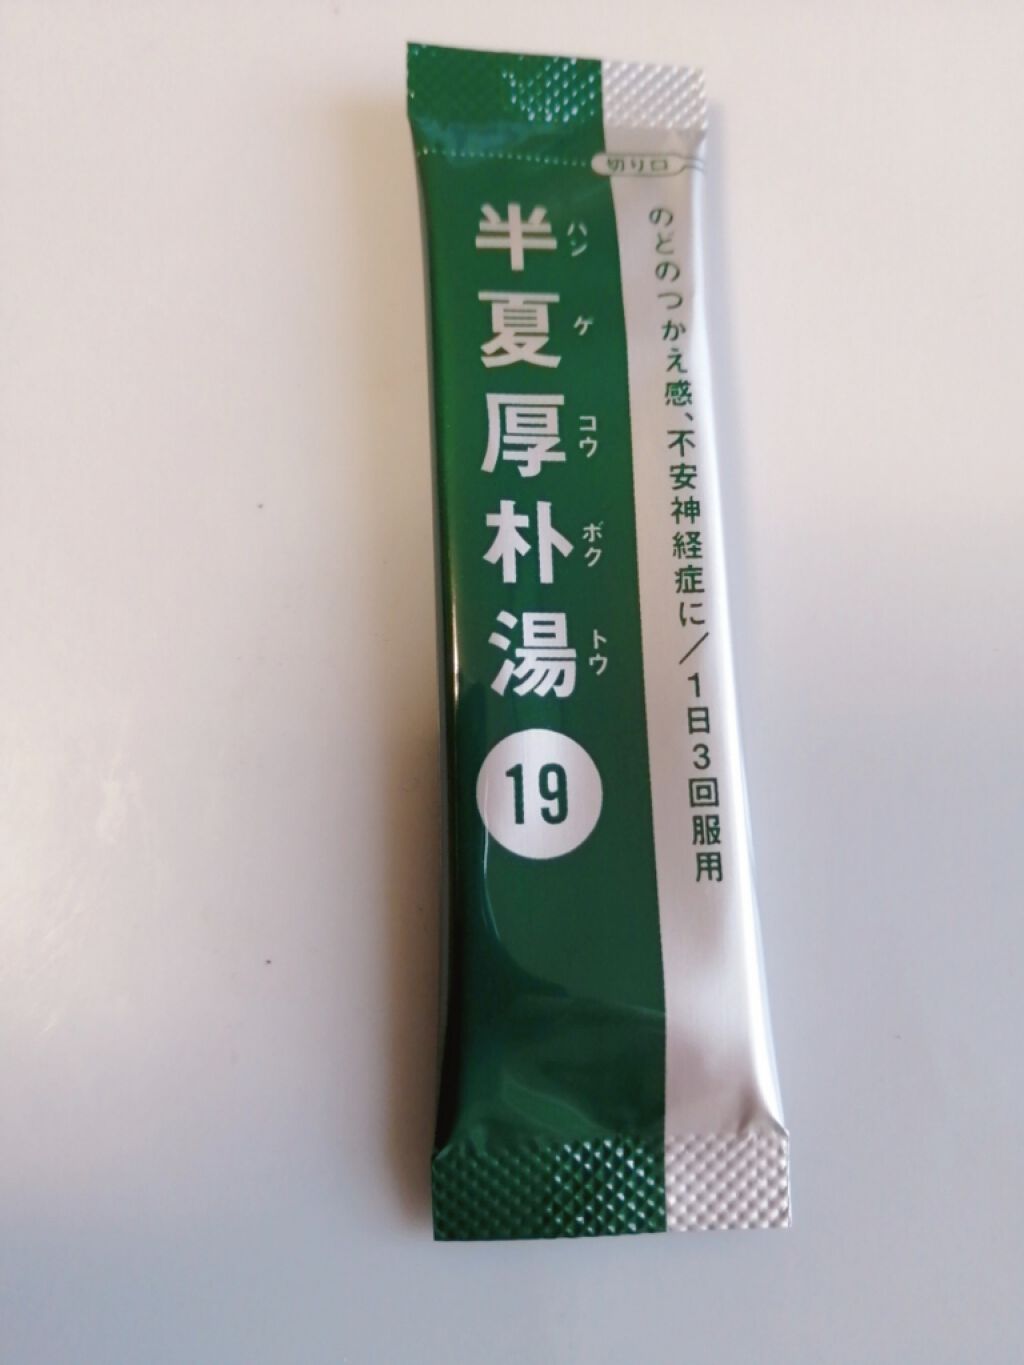 切り口
のどのつかえ感、不安神経症に/1日3回服用
半夏厚朴湯
ハンゲコウボクトウ
19